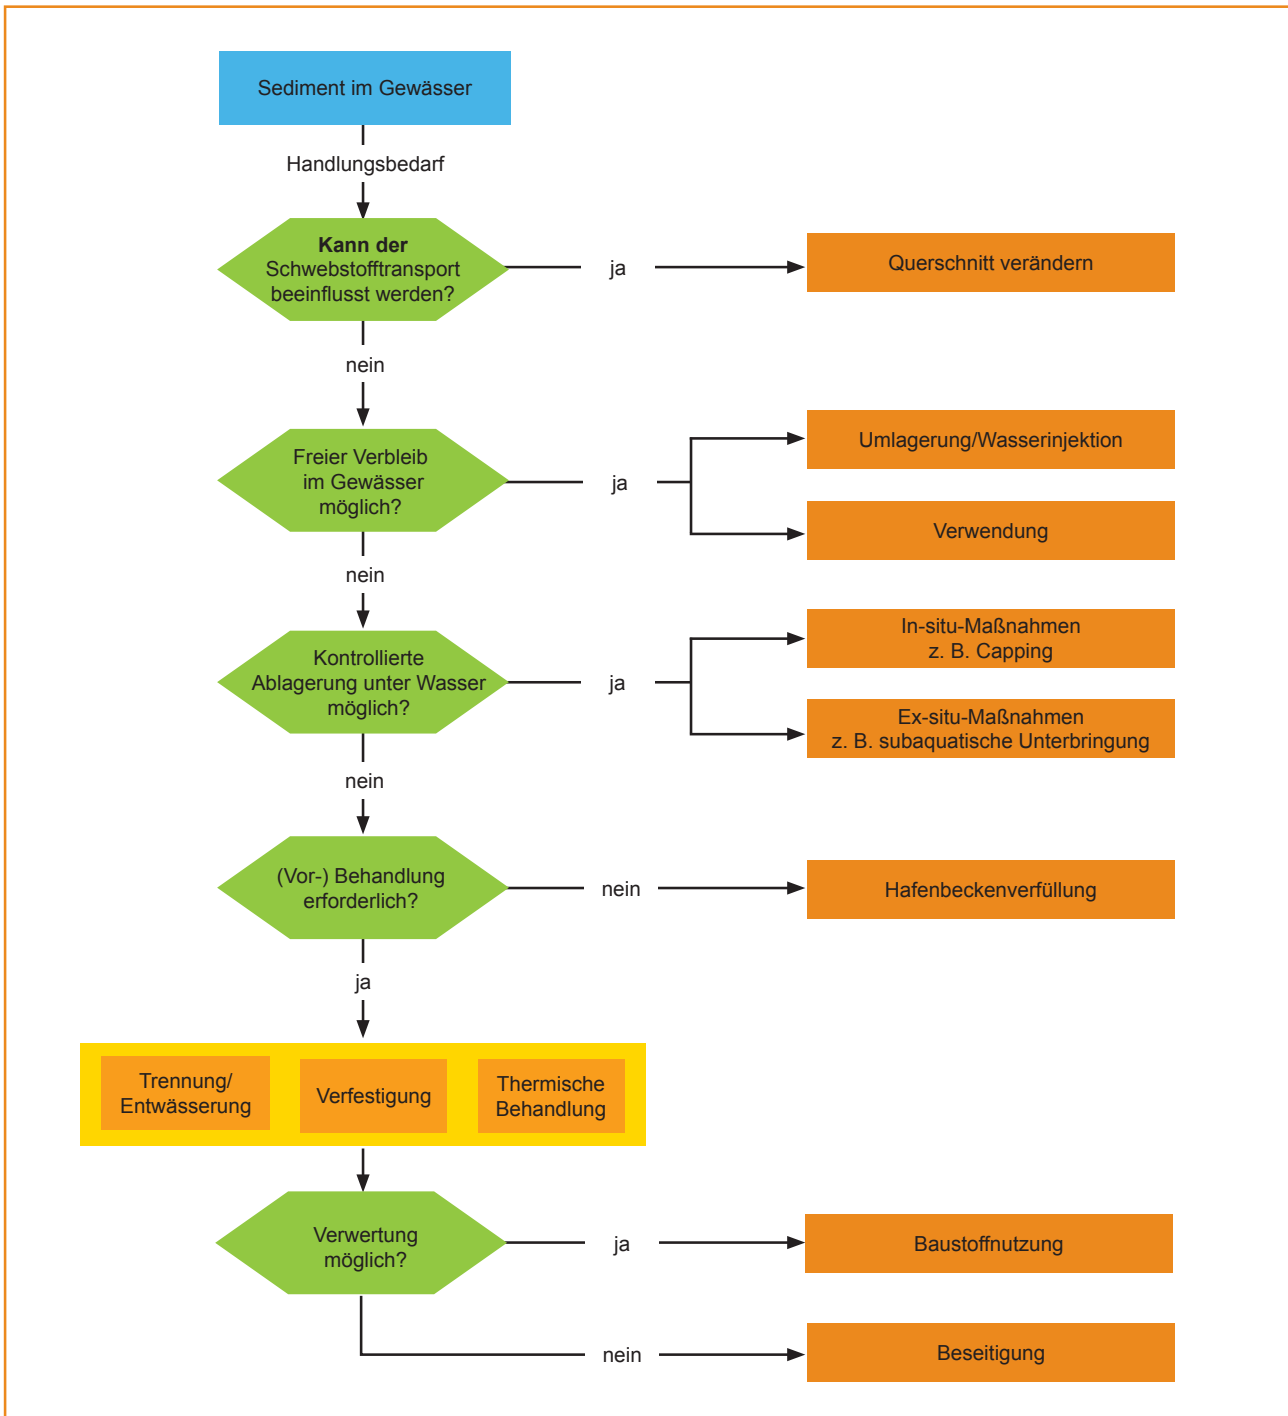 Sediment im Gewässer
Handlungsbedarf
Kann der
Schwebstofftransport
beeinflusst werden?
ja
Querschnitt verändern
nein
Freier Verbleib
im Gewässer
möglich?
ja
Umlagerung/Wasserinjektion
Verwendung
nein
Kontrollierte
Ablagerung unter Wasser
möglich?
ja
In-situ-Maßnahmen
z. B. Capping
Ex-situ-Maßnahmen
z. B. subaquatische Unterbringung
nein
(Vor-) Behandlung
erforderlich?
nein
Hafenbeckenverfüllung
ja
Trennung/
Entwässerung
Verfestigung
Thermische
Behandlung
Verwertung
möglich?
ja
Baustoffnutzung
nein
Beseitigung